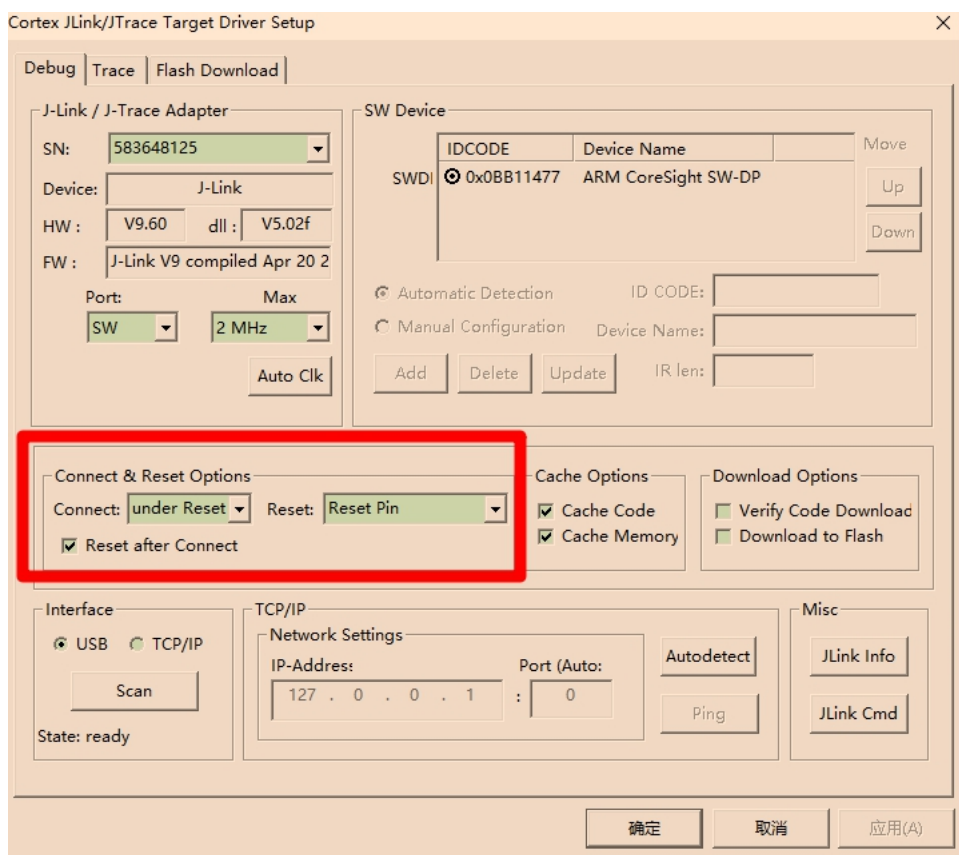 Cortex JLink/JTrace Target Driver Setup
Debug Trace Flash Download
J-Link / J-Trace Adapter
SN: 583648125
Device: J-Link
HW : V9.60 dll : V5.02f
FW : J-Link V9 compiled Apr 20 2
Port: Max
SW 2 MHz
Auto Clk
SW Device
IDCODE Device Name
SWDI 0x0BB11477 ARM CoreSight SW-DP
Move
Up
Down
Automatic Detection ID CODE:
Manual Configuration Device Name:
Add Delete Update IR len:
Connect & Reset Options
Connect: under Reset Reset: Reset Pin
Reset after Connect
Cache Options
Cache Code
Cache Memory
Download Options
Verify Code Download
Download to Flash
Interface
USB TCP/IP
Scan
State: ready
TCP/IP
Network Settings
IP-Address Port (Auto:
127 . 0 . 0 . 1 : 0
Autodetect
Ping
Misc
JLink Info
JLink Cmd
确定 取消 应用(A)